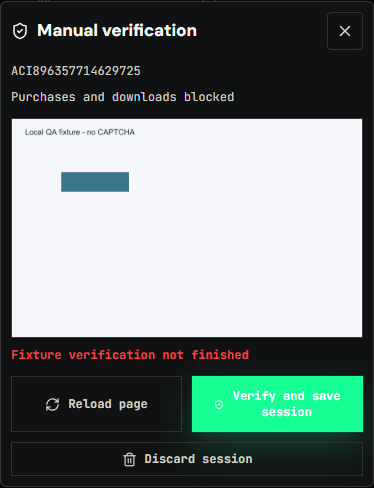 Manual verification
ACI896357714629725
Purchases and downloads blocked
Local QA fixture - no CAPTCHA
Fixture verification not finished
Reload page
Verify and save
session
Discard session